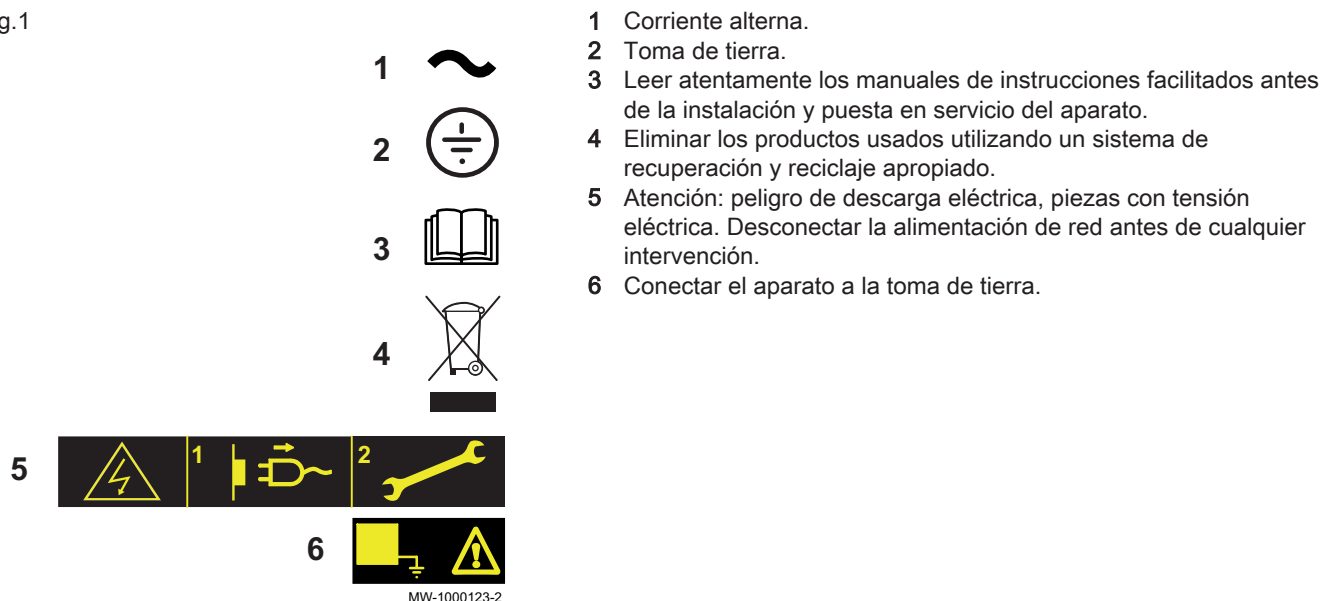 g.1
1
2
3
4
5
1
2
6
MW-1000123-2
1 Corriente alterna.
2 Toma de tierra.
3 Leer atentamente los manuales de instrucciones facilitados antes
de la instalación y puesta en servicio del aparato.
4 Eliminar los productos usados utilizando un sistema de
recuperación y reciclaje apropiado.
5 Atención: peligro de descarga eléctrica, piezas con tensión
eléctrica. Desconectar la alimentación de red antes de cualquier
intervención.
6 Conectar el aparato a la toma de tierra.